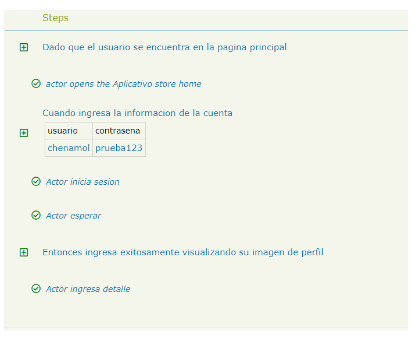 Steps
Dado que el usuario se encuentra en la pagina principal
actor opens the Aplicativo store home
Cuando ingresa la informacion de la cuenta
usuario contrasena
chenamol prueba123
Actor inicia sesion
Actor esperar
Entonces ingresa exitosamente visualizando su imagen de perfil
Actor ingresa detalle